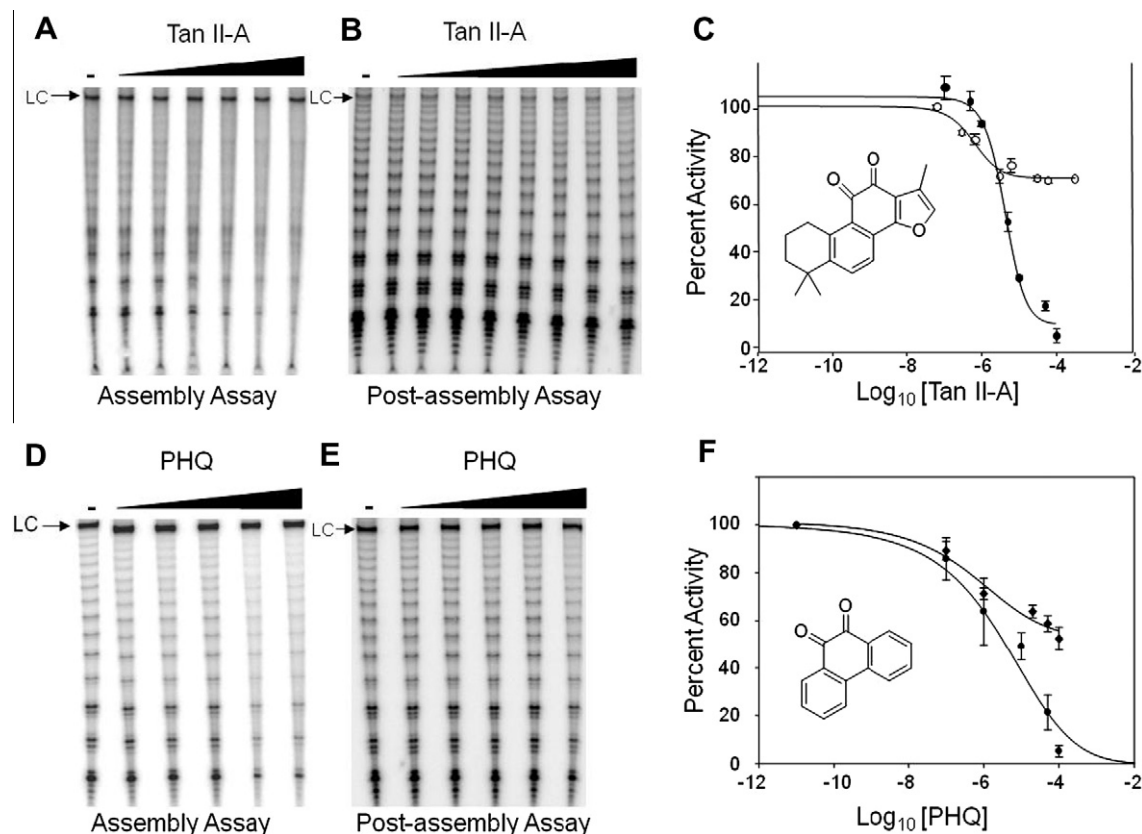 A
Tan II-A
-
LC
Assembly Assay
B
Tan II-A
-
LC
Post-assembly Assay
C
Percent Activity
100
80
60
40
20
0
O
O
O
-12
-10
-8
-6
-4
-2
Log10 [Tan II-A]
D
PHQ
-
LC
Assembly Assay
E
PHQ
-
LC
Post-assembly Assay
F
Percent Activity
100
80
60
40
20
0
O
O
-12
-10
-8
-6
-4
-2
Log10 [PHQ]